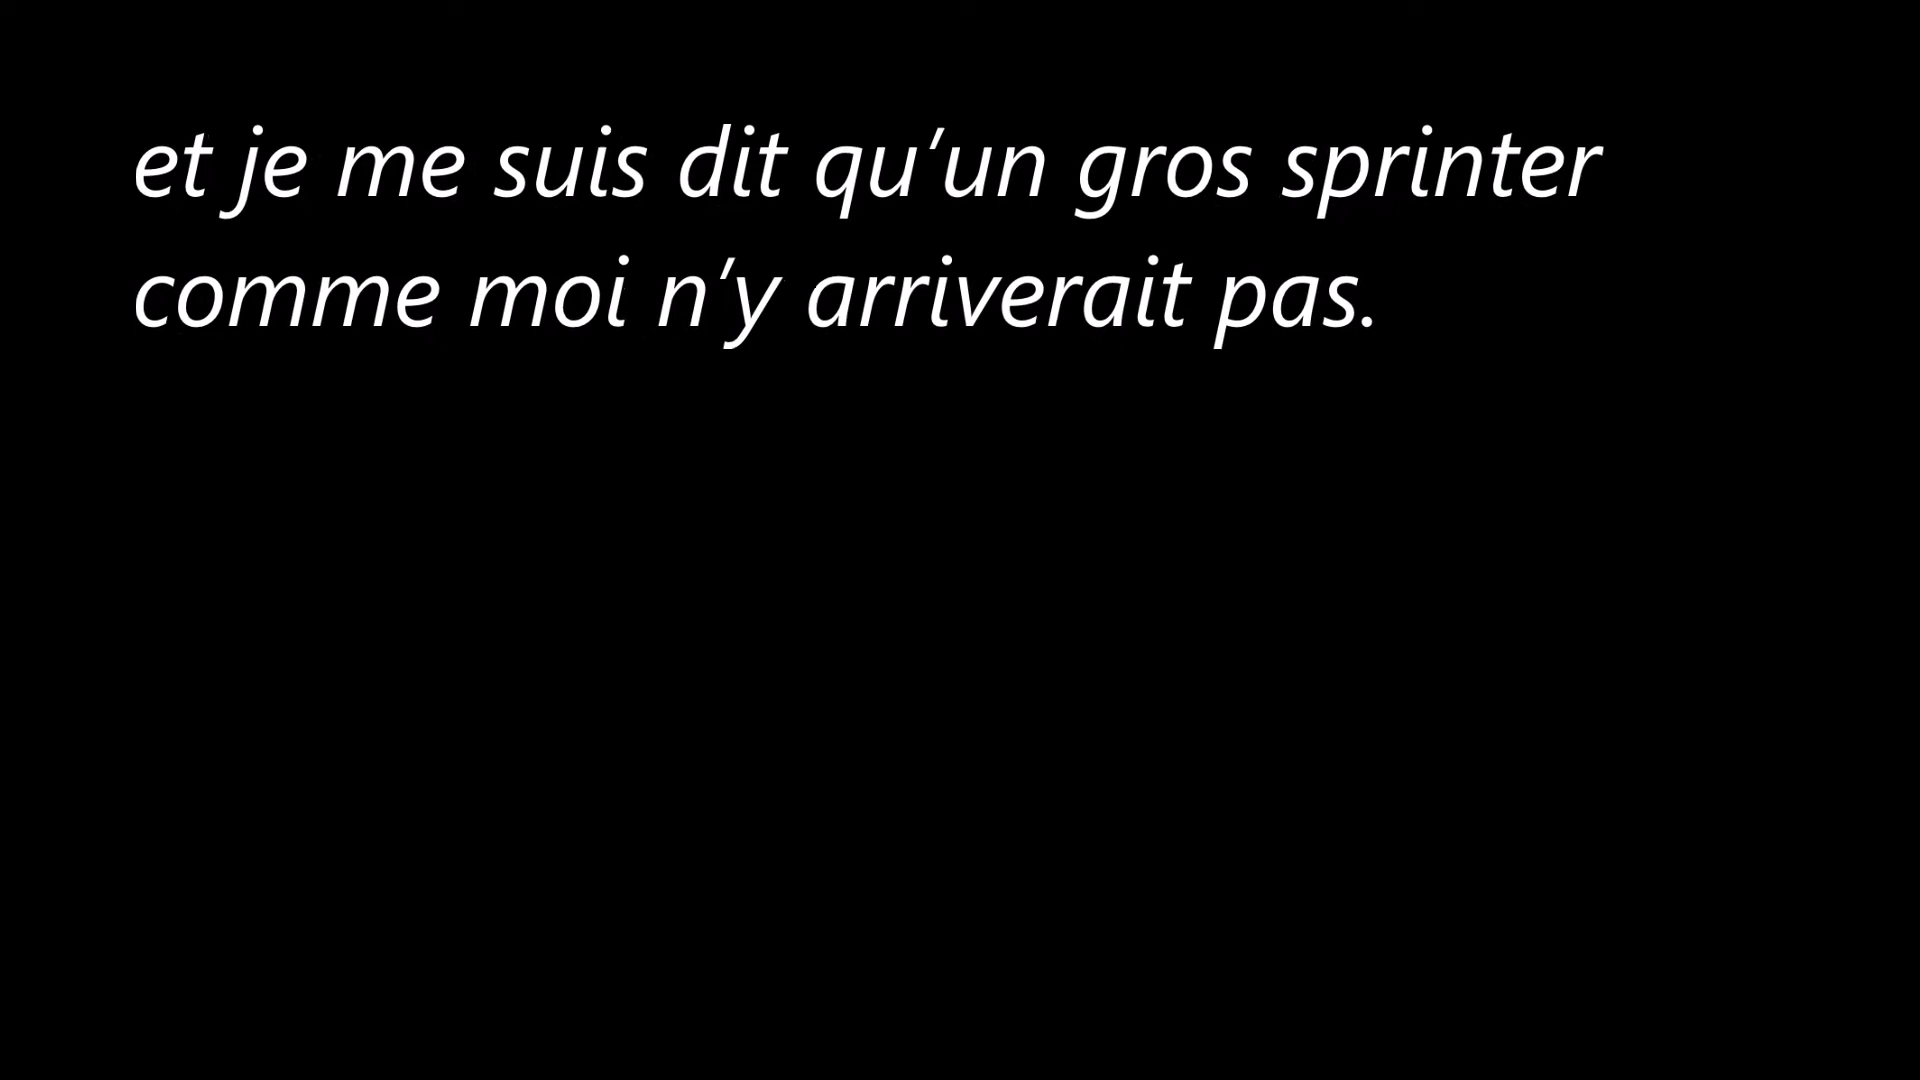 et je me suis dit qu’un gros sprinter
comme moi n’y arriverait pas.